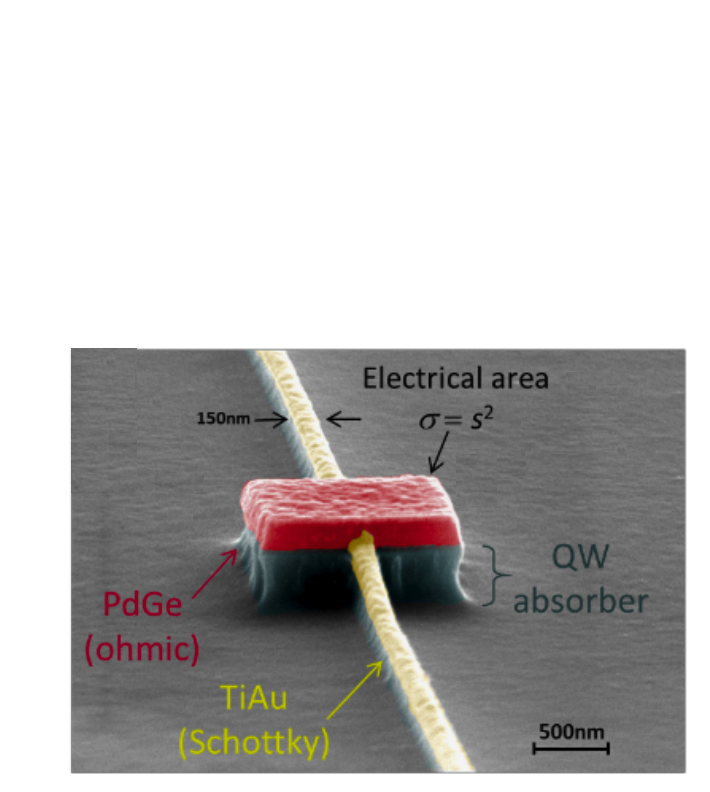 Electrical area
150nm
σ = s²
QW
absorber
PdGe
(ohmic)
TiAu
(Schottky)
500nm